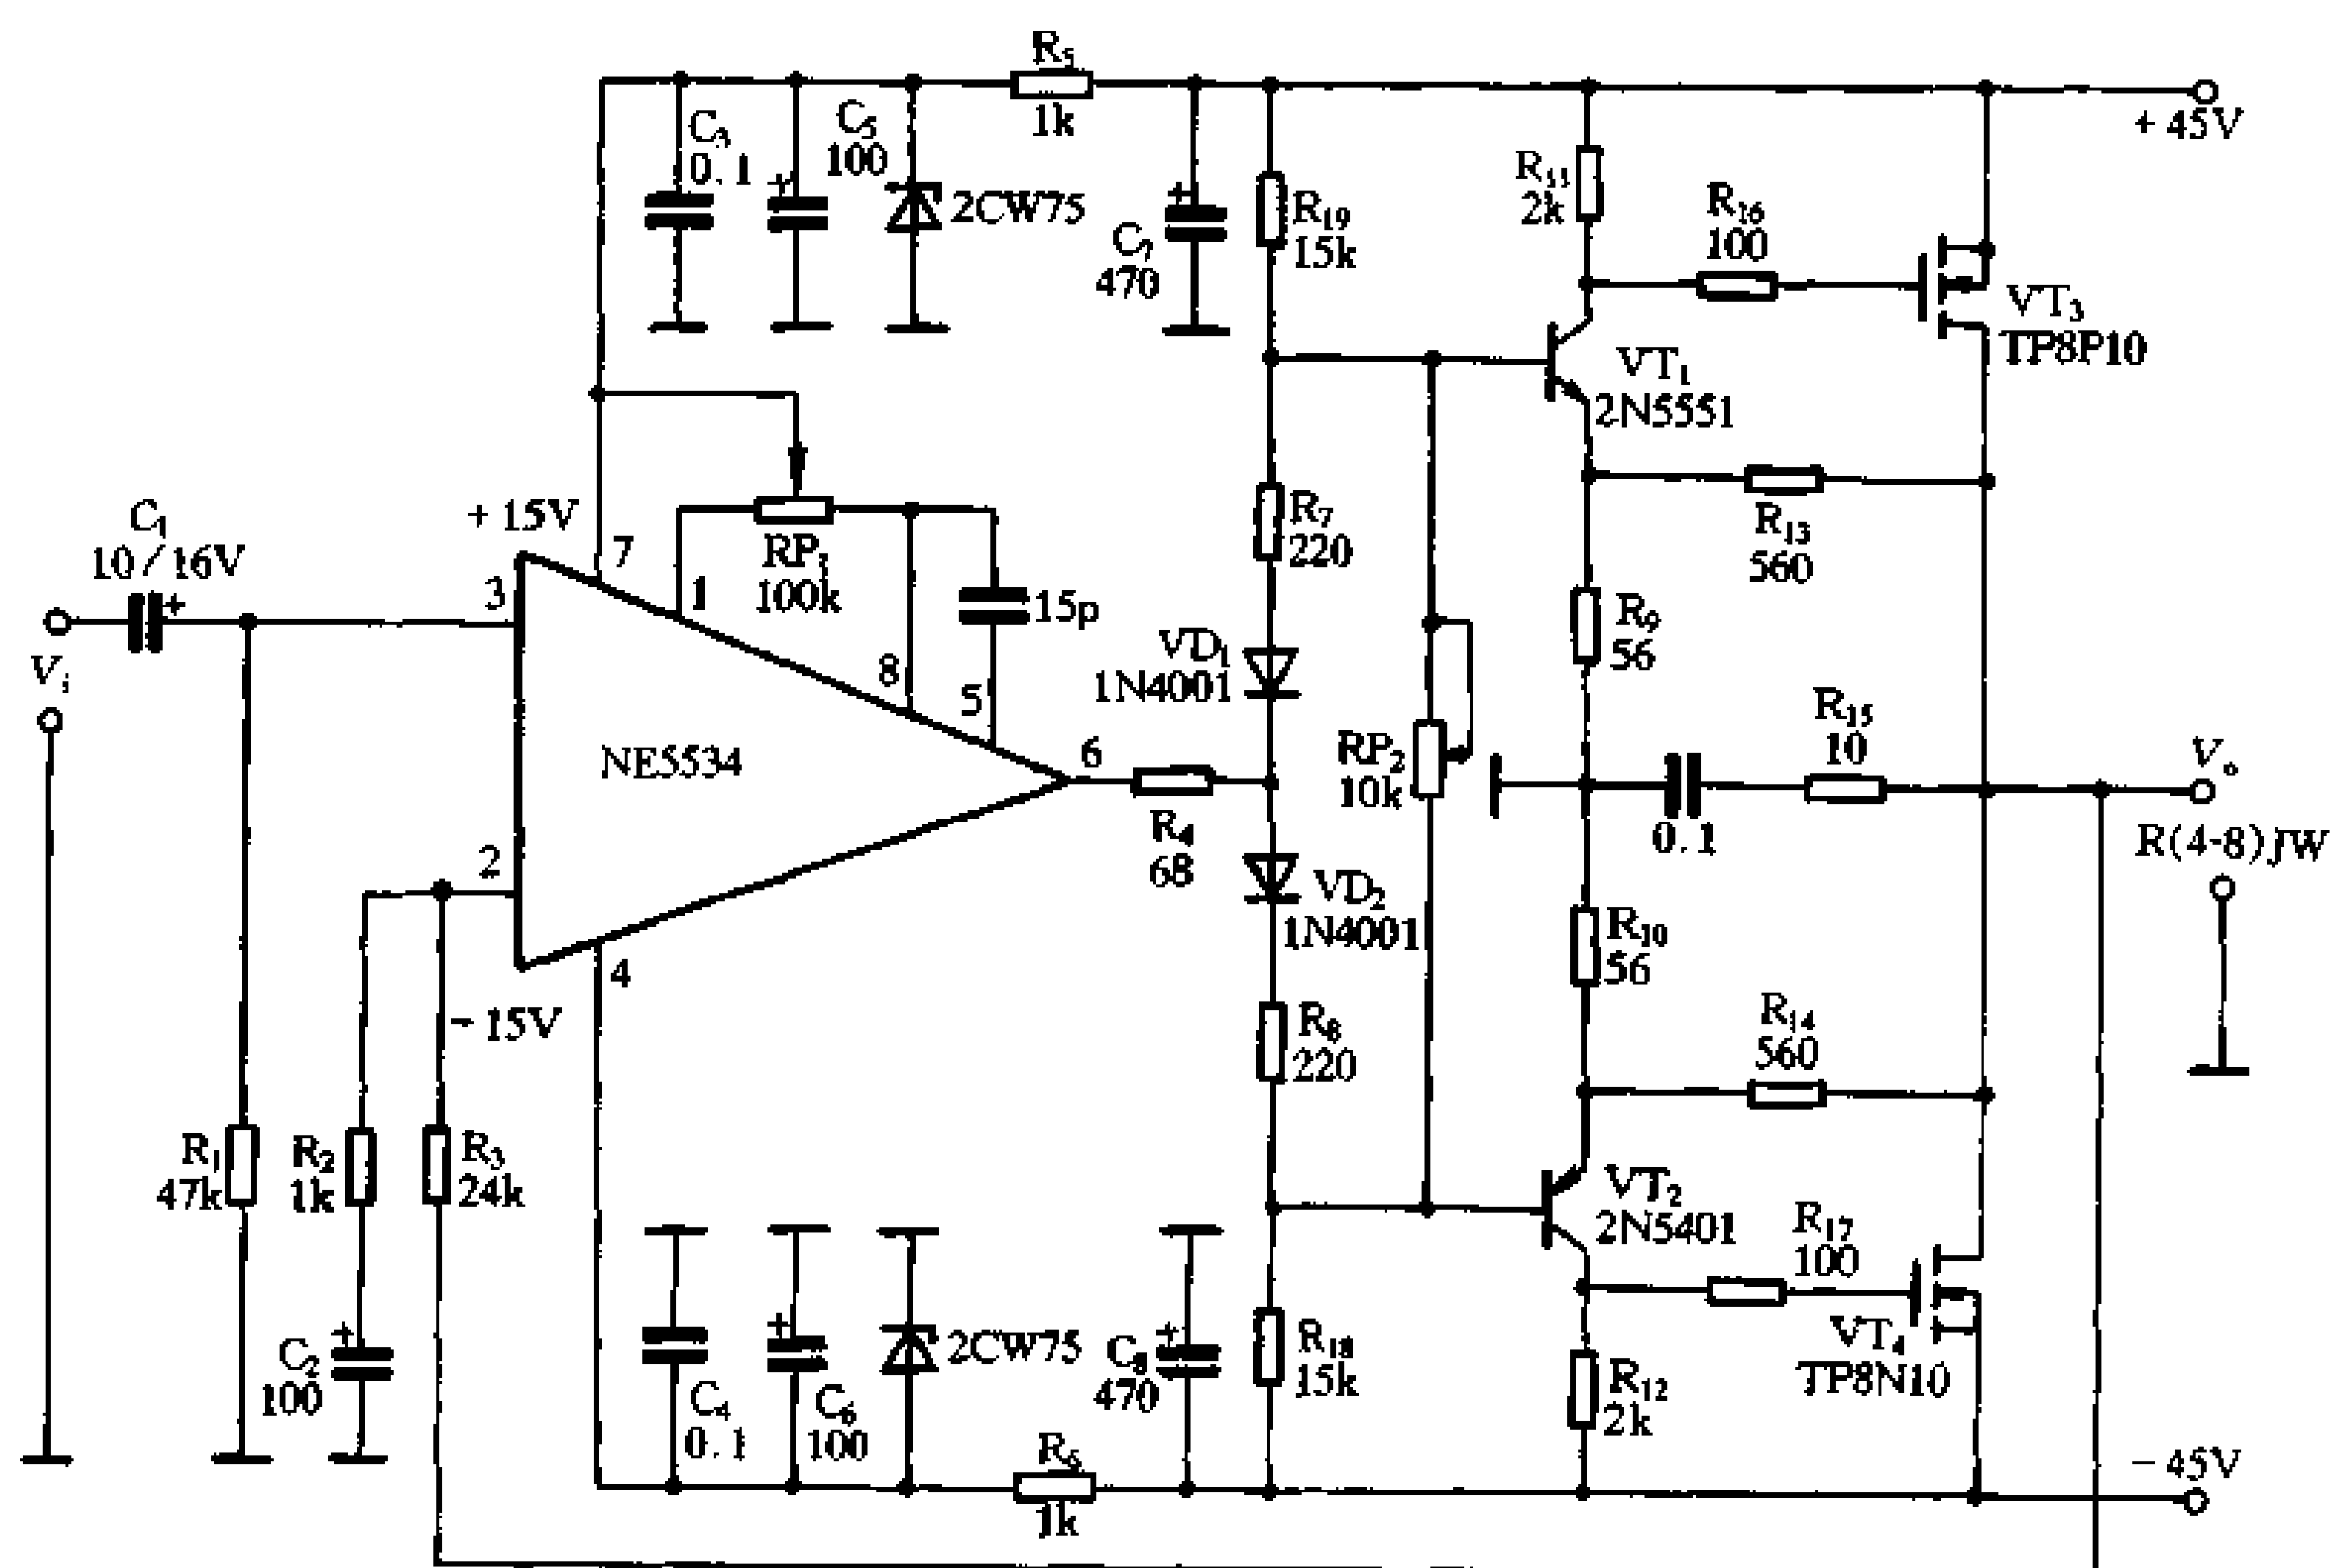 R₅
1k
+45V
C₃
0.1
+
C₅
100
2CW75
+
C₇
470
R₁₉
15k
R₁₁
2k
R₁₆
100
VT₃
TP8P10
VT₁
2N5551
+15V
7
C₁
10/16V
+
3
1
RP₁
100k
15p
8
5
R₇
220
R₁₃
560
VD₁
1N4001
R₉
56
Vᵢ
NE5534
6
R₄
68
RP₂
10k
R₁₅
10
0.1
Vₒ
R(4-8)JW
2
4
-15V
VD₂
1N4001
R₁₀
56
R₈
220
R₁₄
560
R₁
47k
R₂
1k
R₃
24k
VT₂
2N5401
R₁₇
100
+
C₂
100
C₄
0.1
+
C₆
100
2CW75
+
C₈
470
R₁₈
15k
VT₄
TP8N10
R₁₂
2k
R₆
1k
-45V